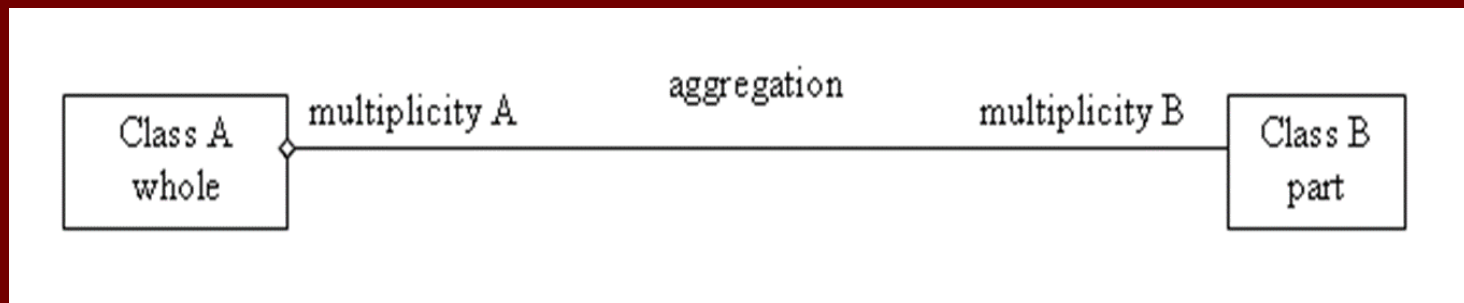 aggregation
multiplicity A
multiplicity B
Class A
whole
Class B
part